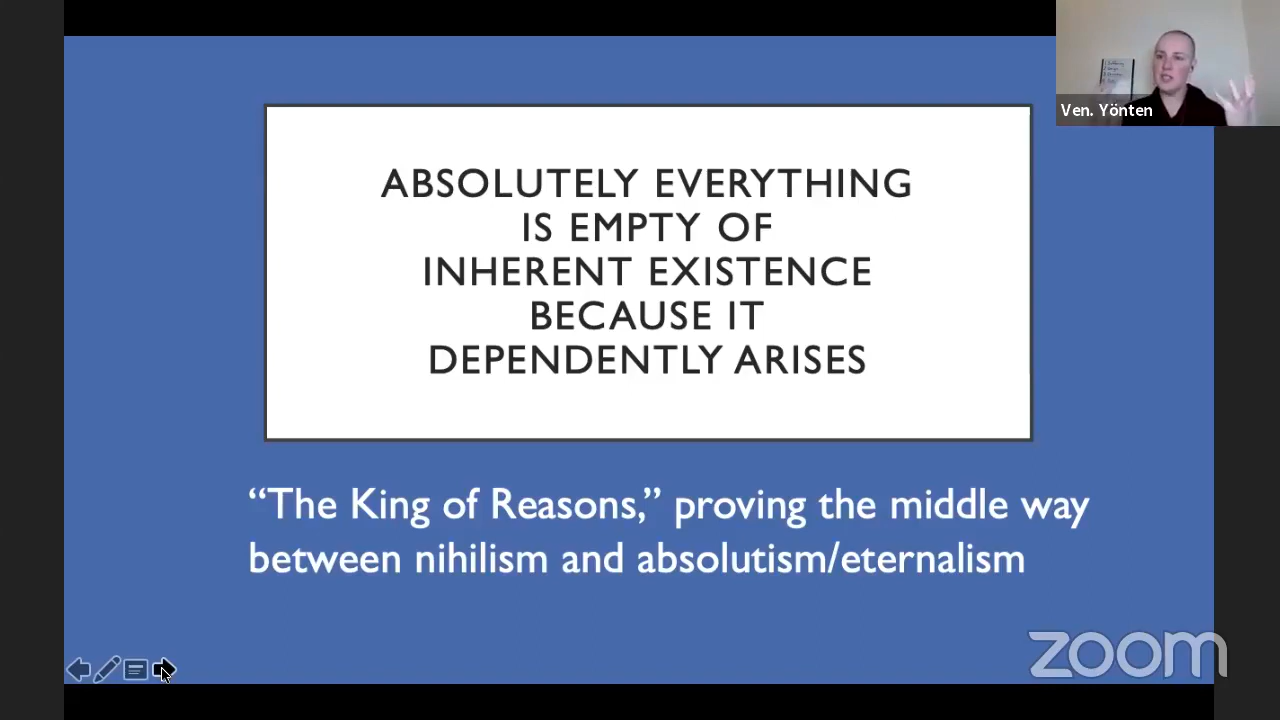 Ven. Yönten
ABSOLUTELY EVERYTHING
IS EMPTY OF
INHERENT EXISTENCE
BECAUSE IT
DEPENDENTLY ARISES
“The King of Reasons,” proving the middle way
between nihilism and absolutism/eternalism
zoom